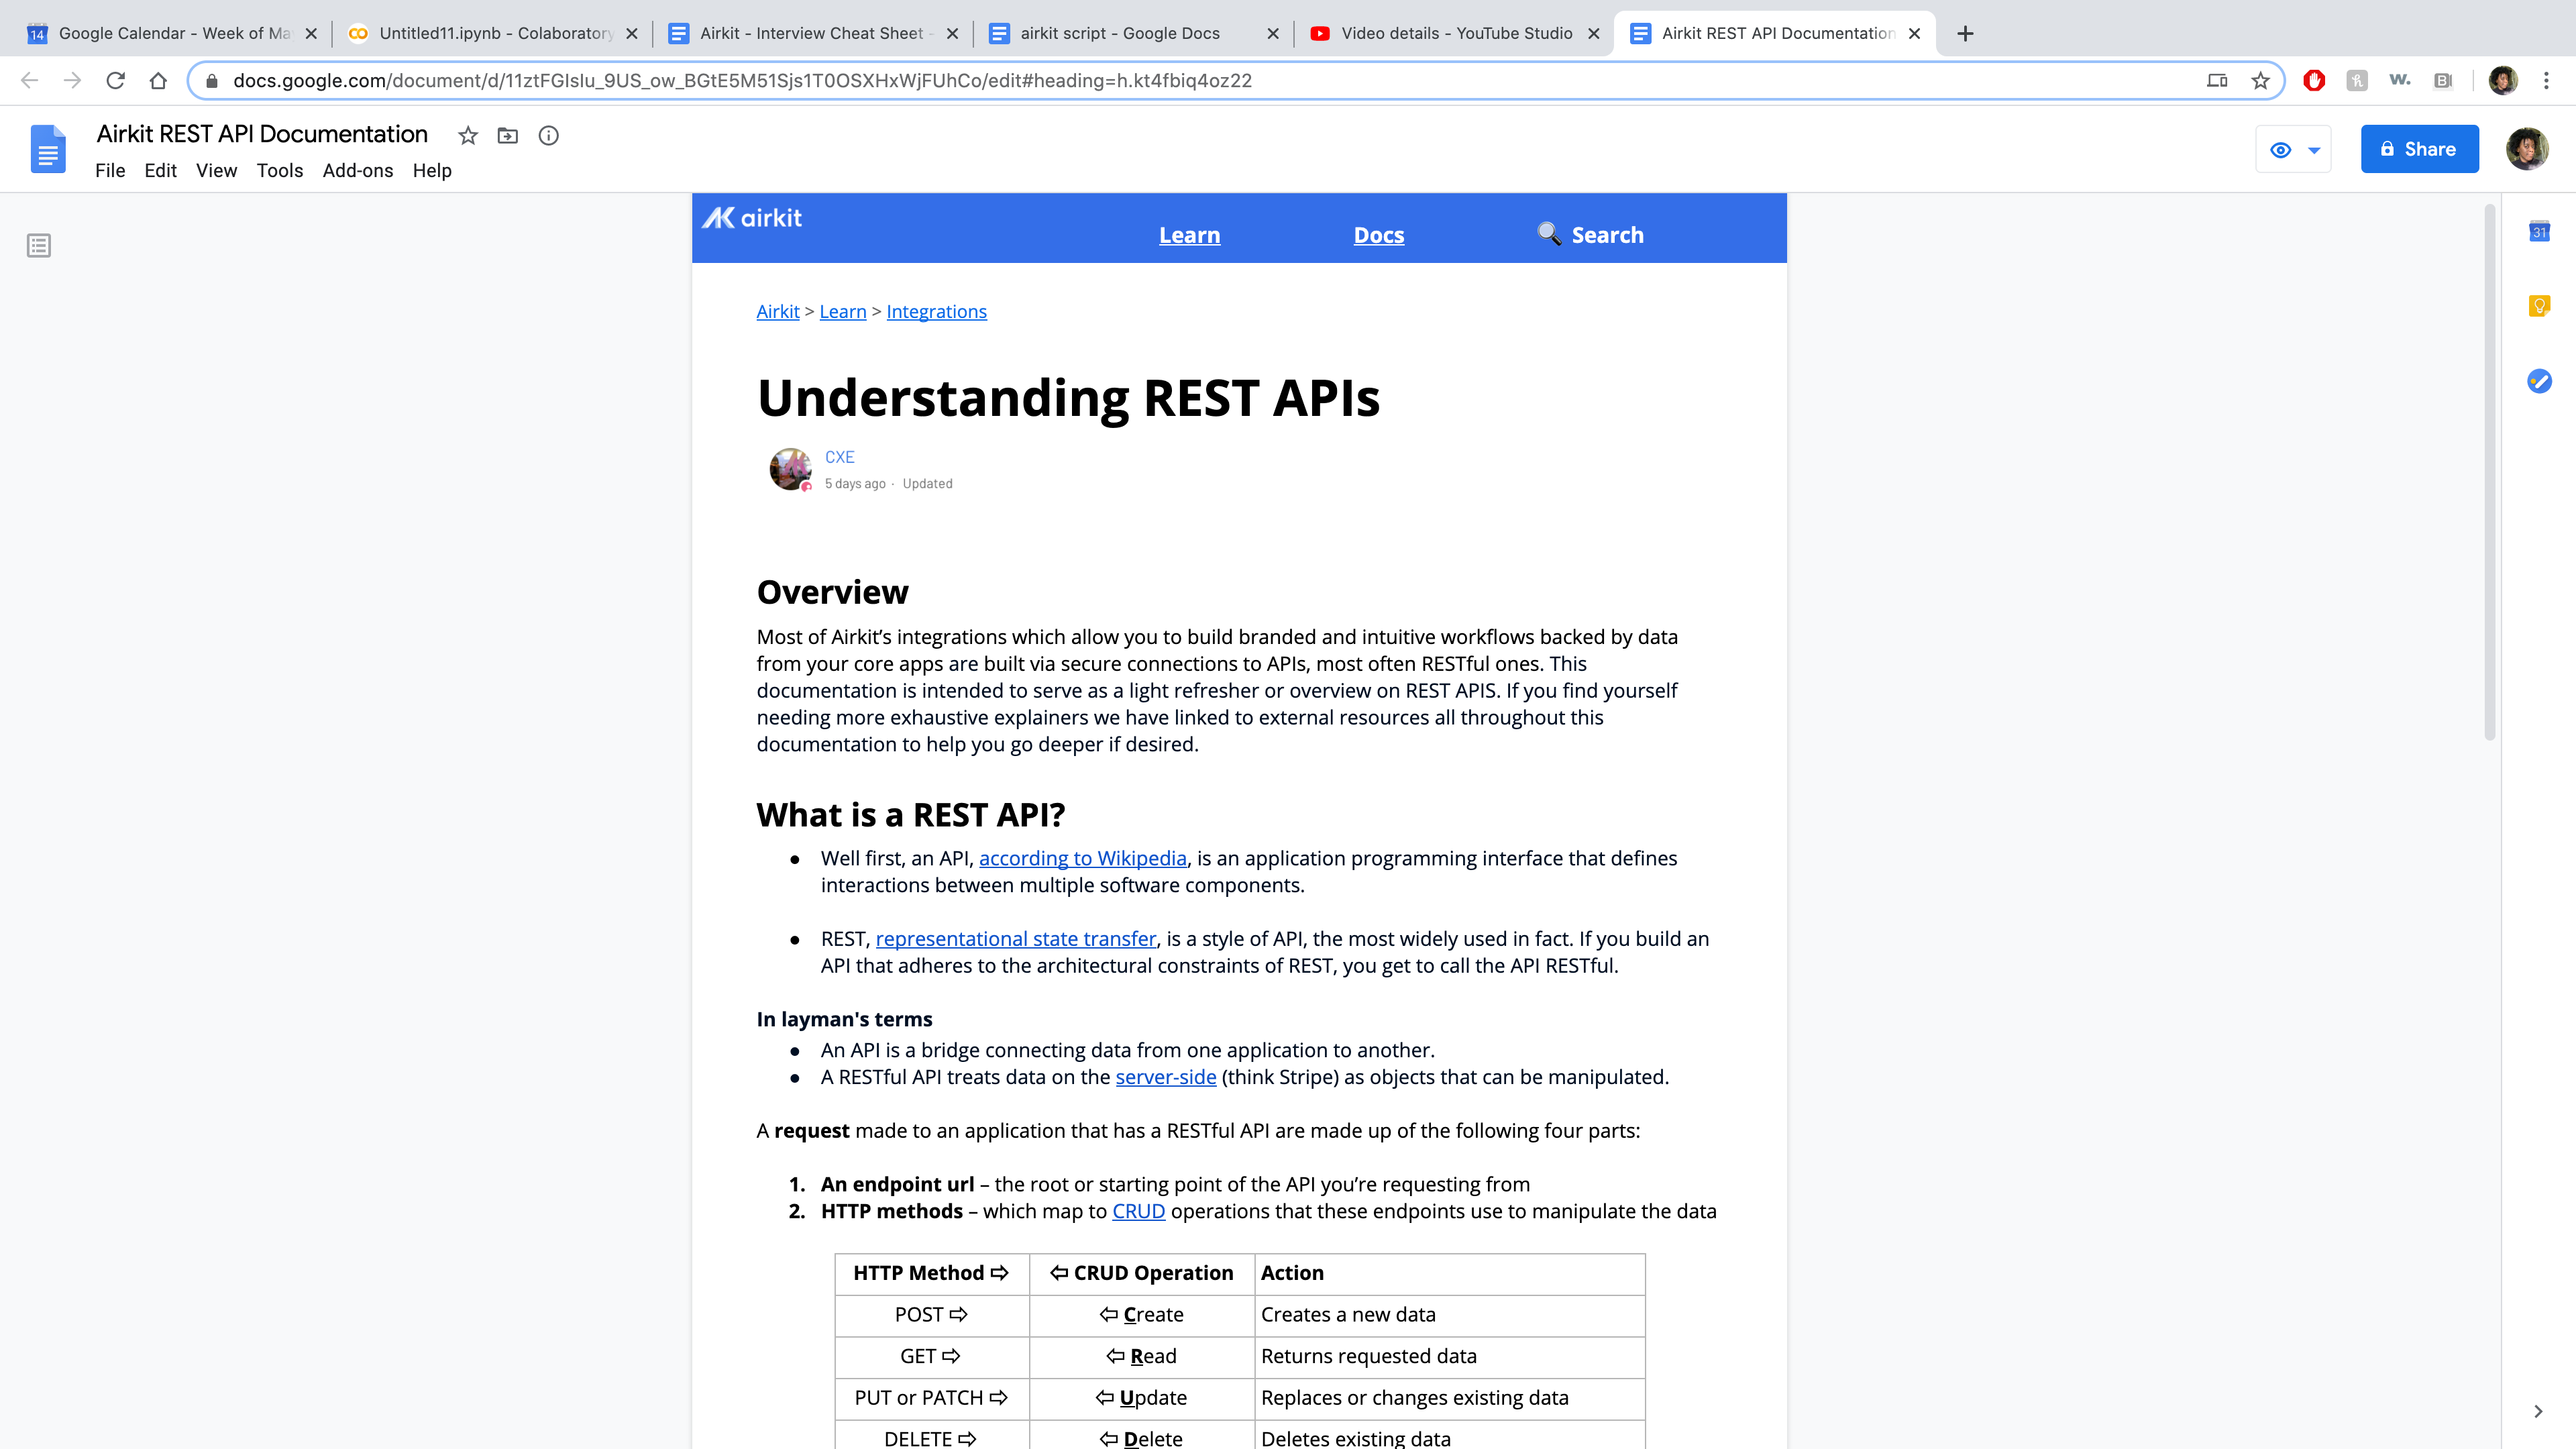 14 Google Calendar - Week of Ma
Untitled11.ipynb - Colaboratory
Airkit - Interview Cheat Sheet -
airkit script - Google Docs
Video details - YouTube Studio
Airkit REST API Documentation
docs.google.com/document/d/11ztFGIsIu_9US_ow_BGtE5M51Sjs1T0OSXHxWjFUhCo/edit#heading=h.kt4fbiq4oz22
w.
Airkit REST API Documentation
File Edit View Tools Add-ons Help
Share
31
airkit
Learn Docs 🔍 Search
Airkit > Learn > Integrations
Understanding REST APIs
CXE
5 days ago · Updated
Overview
Most of Airkit’s integrations which allow you to build branded and intuitive workflows backed by data
from your core apps are built via secure connections to APIs, most often RESTful ones. This
documentation is intended to serve as a light refresher or overview on REST APIS. If you find yourself
needing more exhaustive explainers we have linked to external resources all throughout this
documentation to help you go deeper if desired.
What is a REST API?
● Well first, an API, according to Wikipedia, is an application programming interface that defines
interactions between multiple software components.
● REST, representational state transfer, is a style of API, the most widely used in fact. If you build an
API that adheres to the architectural constraints of REST, you get to call the API RESTful.
In layman's terms
● An API is a bridge connecting data from one application to another.
● A RESTful API treats data on the server-side (think Stripe) as objects that can be manipulated.
A request made to an application that has a RESTful API are made up of the following four parts:
1. An endpoint url – the root or starting point of the API you’re requesting from
2. HTTP methods – which map to CRUD operations that these endpoints use to manipulate the data
HTTP Method ⇨ ⇦ CRUD Operation Action
POST ⇨ ⇦ Create Creates a new data
GET ⇨ ⇦ Read Returns requested data
PUT or PATCH ⇨ ⇦ Update Replaces or changes existing data
DELETE ⇨ ⇦ Delete Deletes existing data